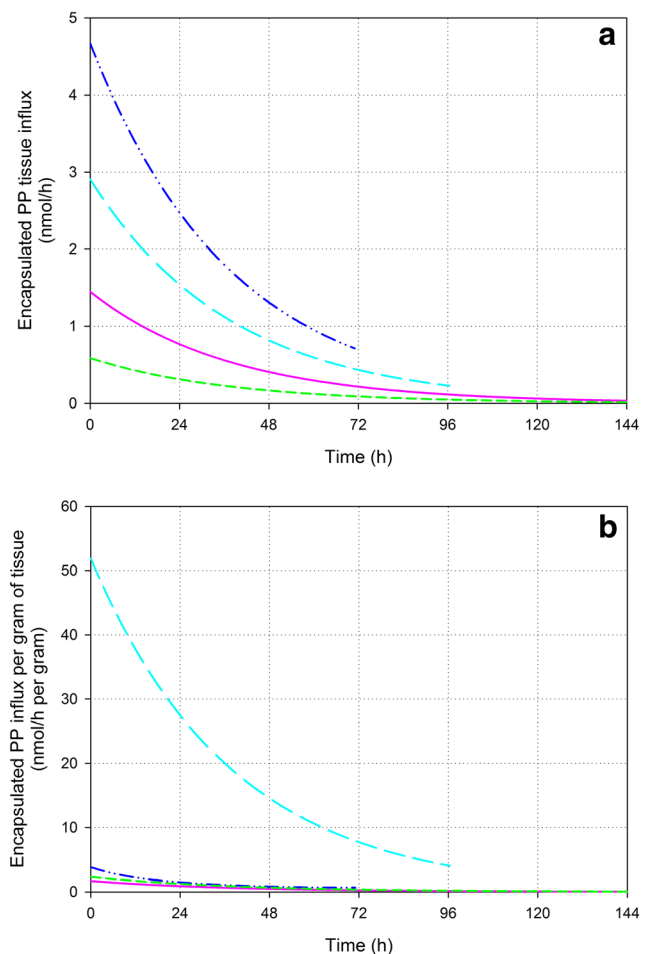 a
Encapsulated PP tissue influx
(nmol/h)
5
4
3
2
1
0
0 24 48 72 96 120 144
Time (h)
b
Encapsulated PP influx per gram of tissue
(nmol/h per gram)
60
50
40
30
20
10
0
0 24 48 72 96 120 144
Time (h)